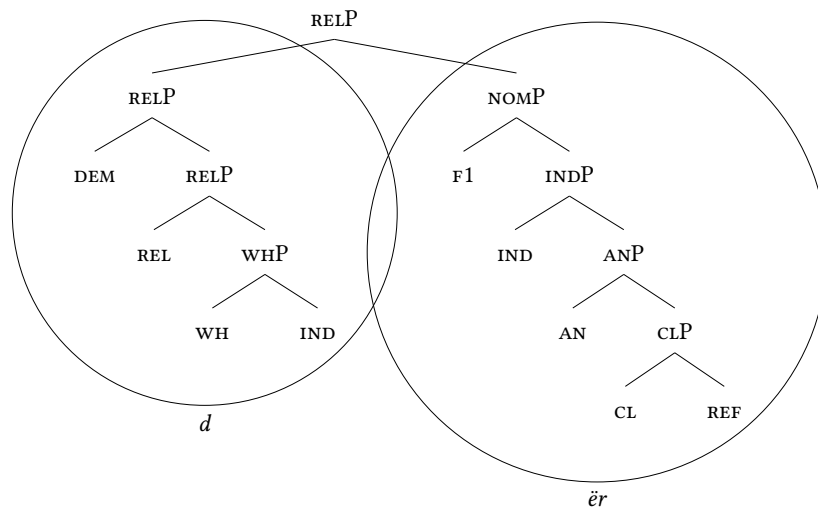 RELP
RELP NOMP
DEM RELP F1 INDP
REL WHP IND ANP
WH IND AN CLP
CL REF
d
ër